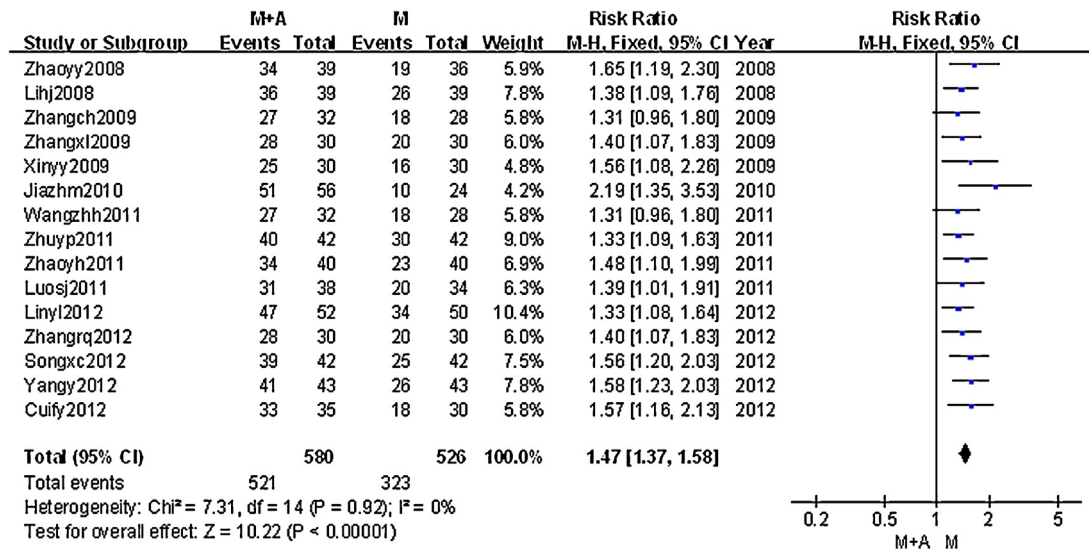 M+A M Risk Ratio Risk Ratio
Study or Subgroup Events Total Events Total Weight M-H, Fixed, 95% CI Year M-H, Fixed, 95% CI
Zhaoyy2008 34 39 19 36 5.9% 1.65 [1.19, 2.30] 2008
Lihj2008 36 39 26 39 7.8% 1.38 [1.09, 1.76] 2008
Zhangch2009 27 32 18 28 5.8% 1.31 [0.96, 1.80] 2009
Zhangxl2009 28 30 20 30 6.0% 1.40 [1.07, 1.83] 2009
Xinyy2009 25 30 16 30 4.8% 1.56 [1.08, 2.26] 2009
Jiazhm2010 51 56 10 24 4.2% 2.19 [1.35, 3.53] 2010
Wangzhh2011 27 32 18 28 5.8% 1.31 [0.96, 1.80] 2011
Zhuyp2011 40 42 30 42 9.0% 1.33 [1.09, 1.63] 2011
Zhaoyh2011 34 40 23 40 6.9% 1.48 [1.10, 1.99] 2011
Luosj2011 31 38 20 34 6.3% 1.39 [1.01, 1.91] 2011
Linyl2012 47 52 34 50 10.4% 1.33 [1.08, 1.64] 2012
Zhangrq2012 28 30 20 30 6.0% 1.40 [1.07, 1.83] 2012
Songxc2012 39 42 25 42 7.5% 1.56 [1.20, 2.03] 2012
Yangy2012 41 43 26 43 7.8% 1.58 [1.23, 2.03] 2012
Cuify2012 33 35 18 30 5.8% 1.57 [1.16, 2.13] 2012
Total (95% CI) 580 526 100.0% 1.47 [1.37, 1.58]
Total events 521 323
Heterogeneity: Chi² = 7.31, df = 14 (P = 0.92); I² = 0%
Test for overall effect: Z = 10.22 (P < 0.00001)
0.2 0.5 1 2 5
M+A M